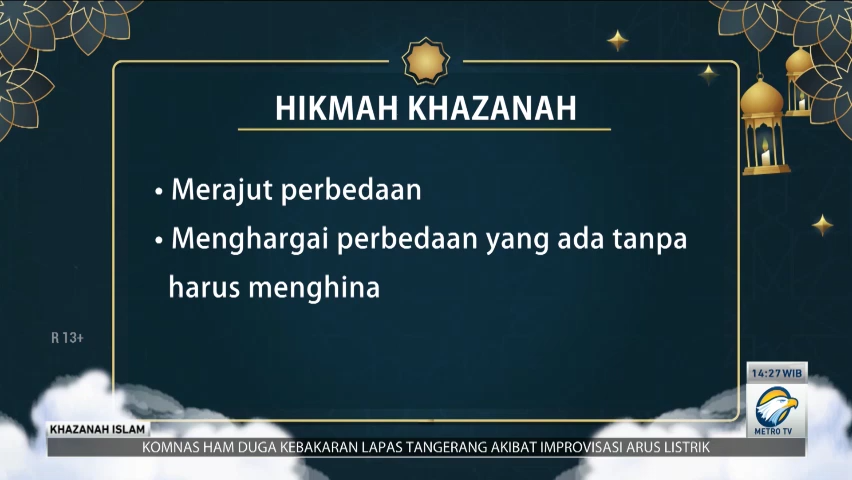 HIKMAH KHAZANAH
• Merajut perbedaan
• Menghargai perbedaan yang ada tanpa
harus menghina
R 13+
14:27 WIB
METRO TV
KHAZANAH ISLAM
KOMNAS HAM DUGA KEBAKARAN LAPAS TANGERANG AKIBAT IMPROVISASI ARUS LISTRIK